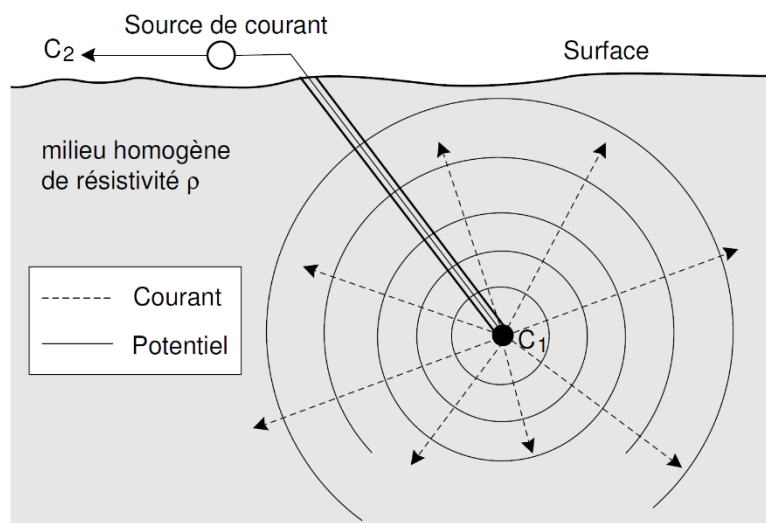 Source de courant
C₂
Surface
milieu homogène
de résistivité ρ
Courant
Potentiel
C₁